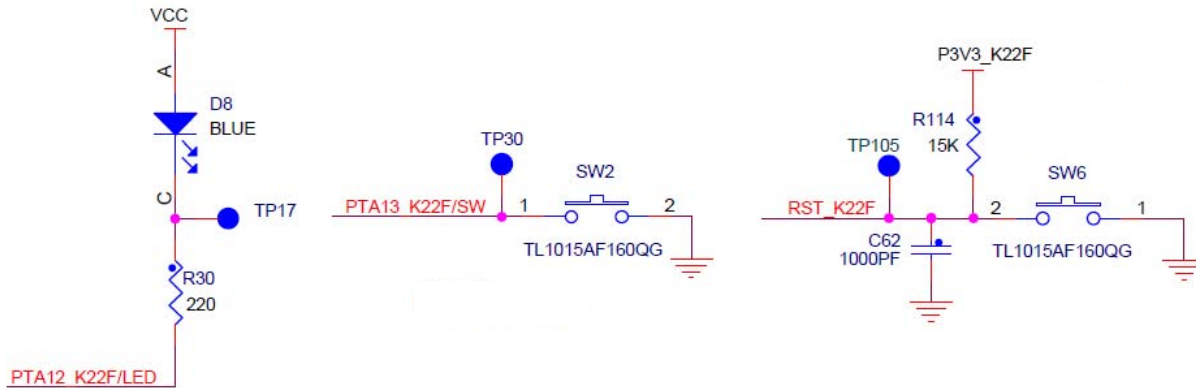 VCC
A
D8
BLUE
C
TP17
R30
220
PTA12_K22F/LED
TP30
PTA13_K22F/SW
1
SW2
2
TL1015AF160QG
P3V3_K22F
R114
15K
TP105
SW6
RST_K22F
2
1
C62
1000PF
TL1015AF160QG